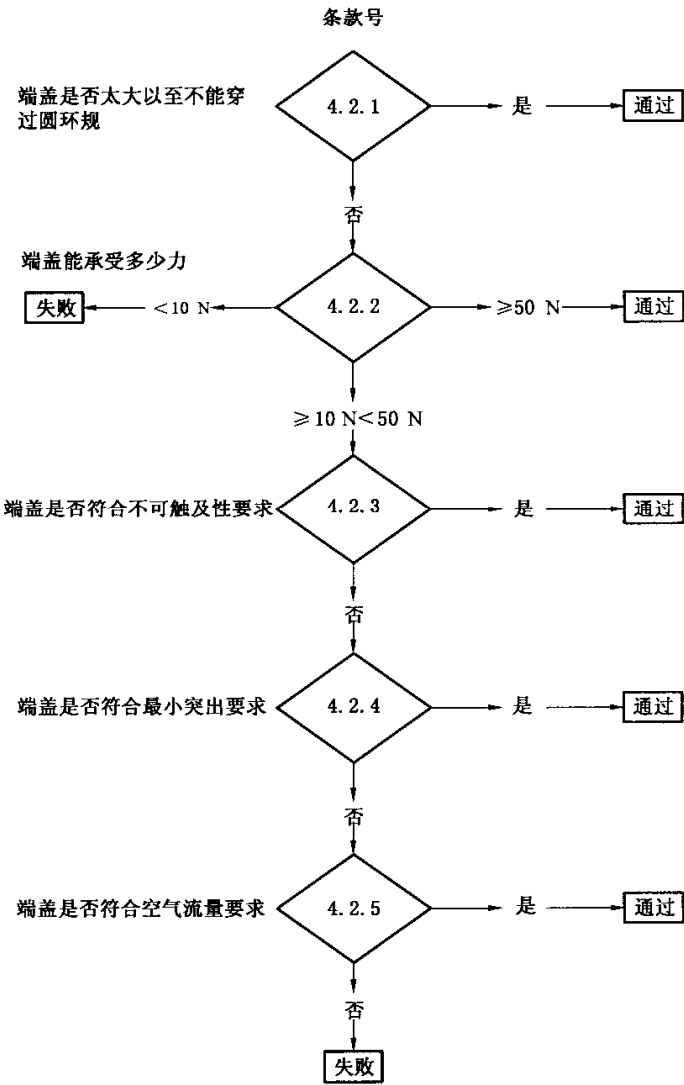 条款号
端盖是否太大以至不能穿
过圆环规
4.2.1
是
通过
否
端盖能承受多少力
失败
<10 N
4.2.2
≥50 N
通过
≥10 N<50 N
端盖是否符合不可触及性要求
4.2.3
是
通过
否
端盖是否符合最小突出要求
4.2.4
是
通过
否
端盖是否符合空气流量要求
4.2.5
是
通过
否
失败